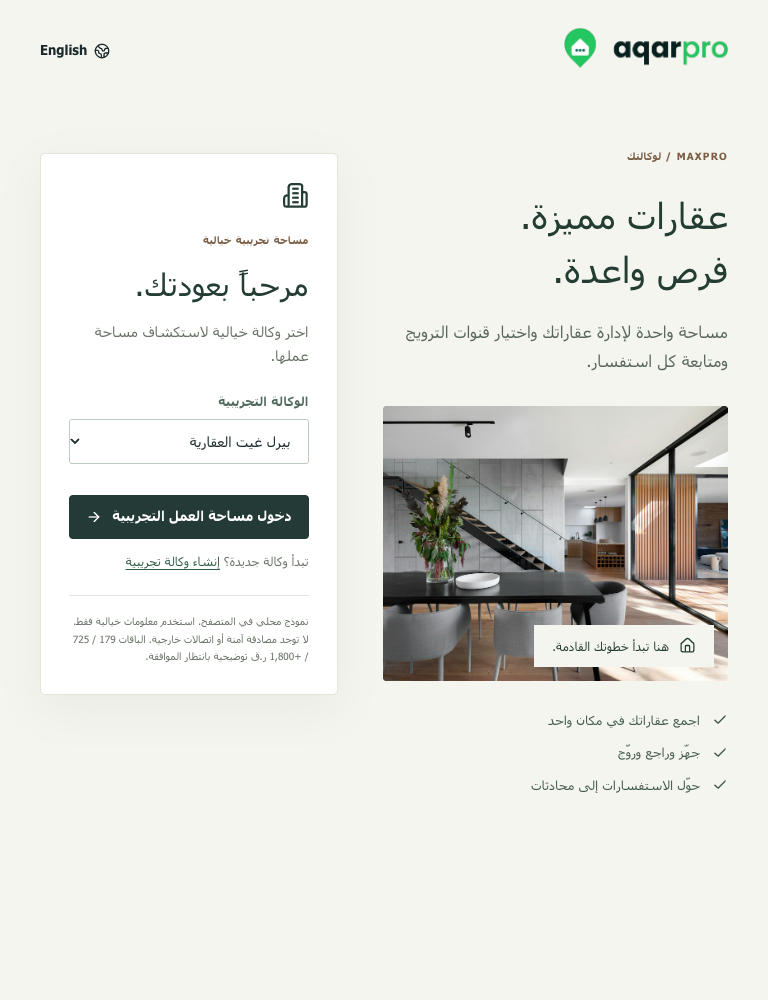 aqarpro
English
MAXPRO / لوكالتك
عقارات مميزة.
فرص واعدة.
مساحة واحدة لإدارة عقاراتك واختيار قنوات الترويج
ومتابعة كل استفسار.
هنا تبدأ خطوتك القادمة.
اجمع عقاراتك في مكان واحد
جهّز وراجع وروّج
حوّل الاستفسارات إلى محادثات
مساحة تجريبية خيالية
مرحباً بعودتك.
اختر وكالة خيالية لاستكشاف مساحة
عملها.
الوكالة التجريبية
بيرل غيت العقارية
دخول مساحة العمل التجريبية
تبدأ وكالة جديدة؟ إنشاء وكالة تجريبية
نموذج محلي في المتصفح. استخدم معلومات خيالية فقط.
لا توجد مصادقة آمنة أو اتصالات خارجية. الباقات 179 / 725
/ +1,800 ر.ق توضيحية بانتظار الموافقة.